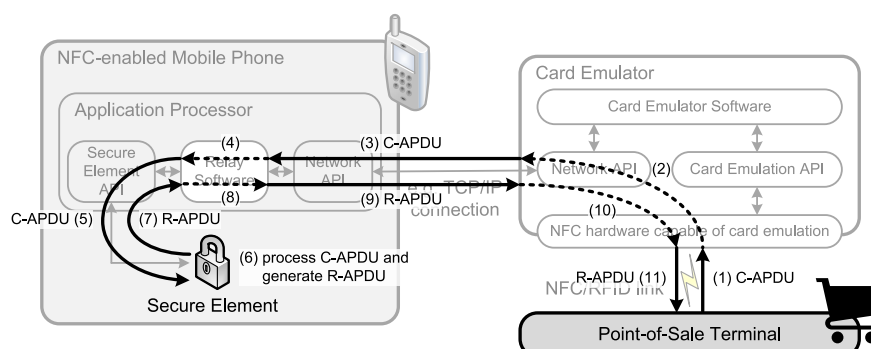 NFC-enabled Mobile Phone
Application Processor
Secure
Element
API
Relay
Software
Network
API
(4)
(3) C-APDU
(8)
(9) R-APDU
C-APDU (5)
(7) R-APDU
(6) process C-APDU and
generate R-APDU
Secure Element
TCP/IP
connection
Card Emulator
Card Emulator Software
Network API
(2)
Card Emulation API
(10)
NFC hardware capable of card emulation
R-APDU (11)
(1) C-APDU
NFC/RFID link
Point-of-Sale Terminal